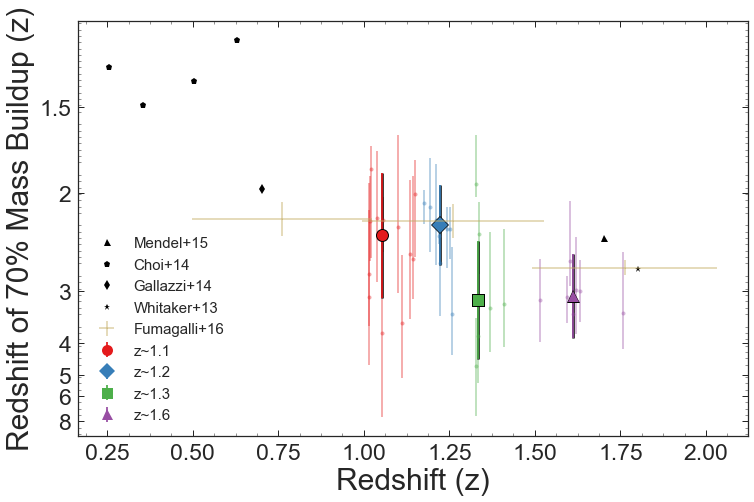 Redshift of 70% Mass Buildup (z)
1.5
2
3
4
5
6
8
Mendel+15
Choi+14
Gallazzi+14
Whitaker+13
Fumagalli+16
z~1.1
z~1.2
z~1.3
z~1.6
0.25 0.50 0.75 1.00 1.25 1.50 1.75 2.00
Redshift (z)